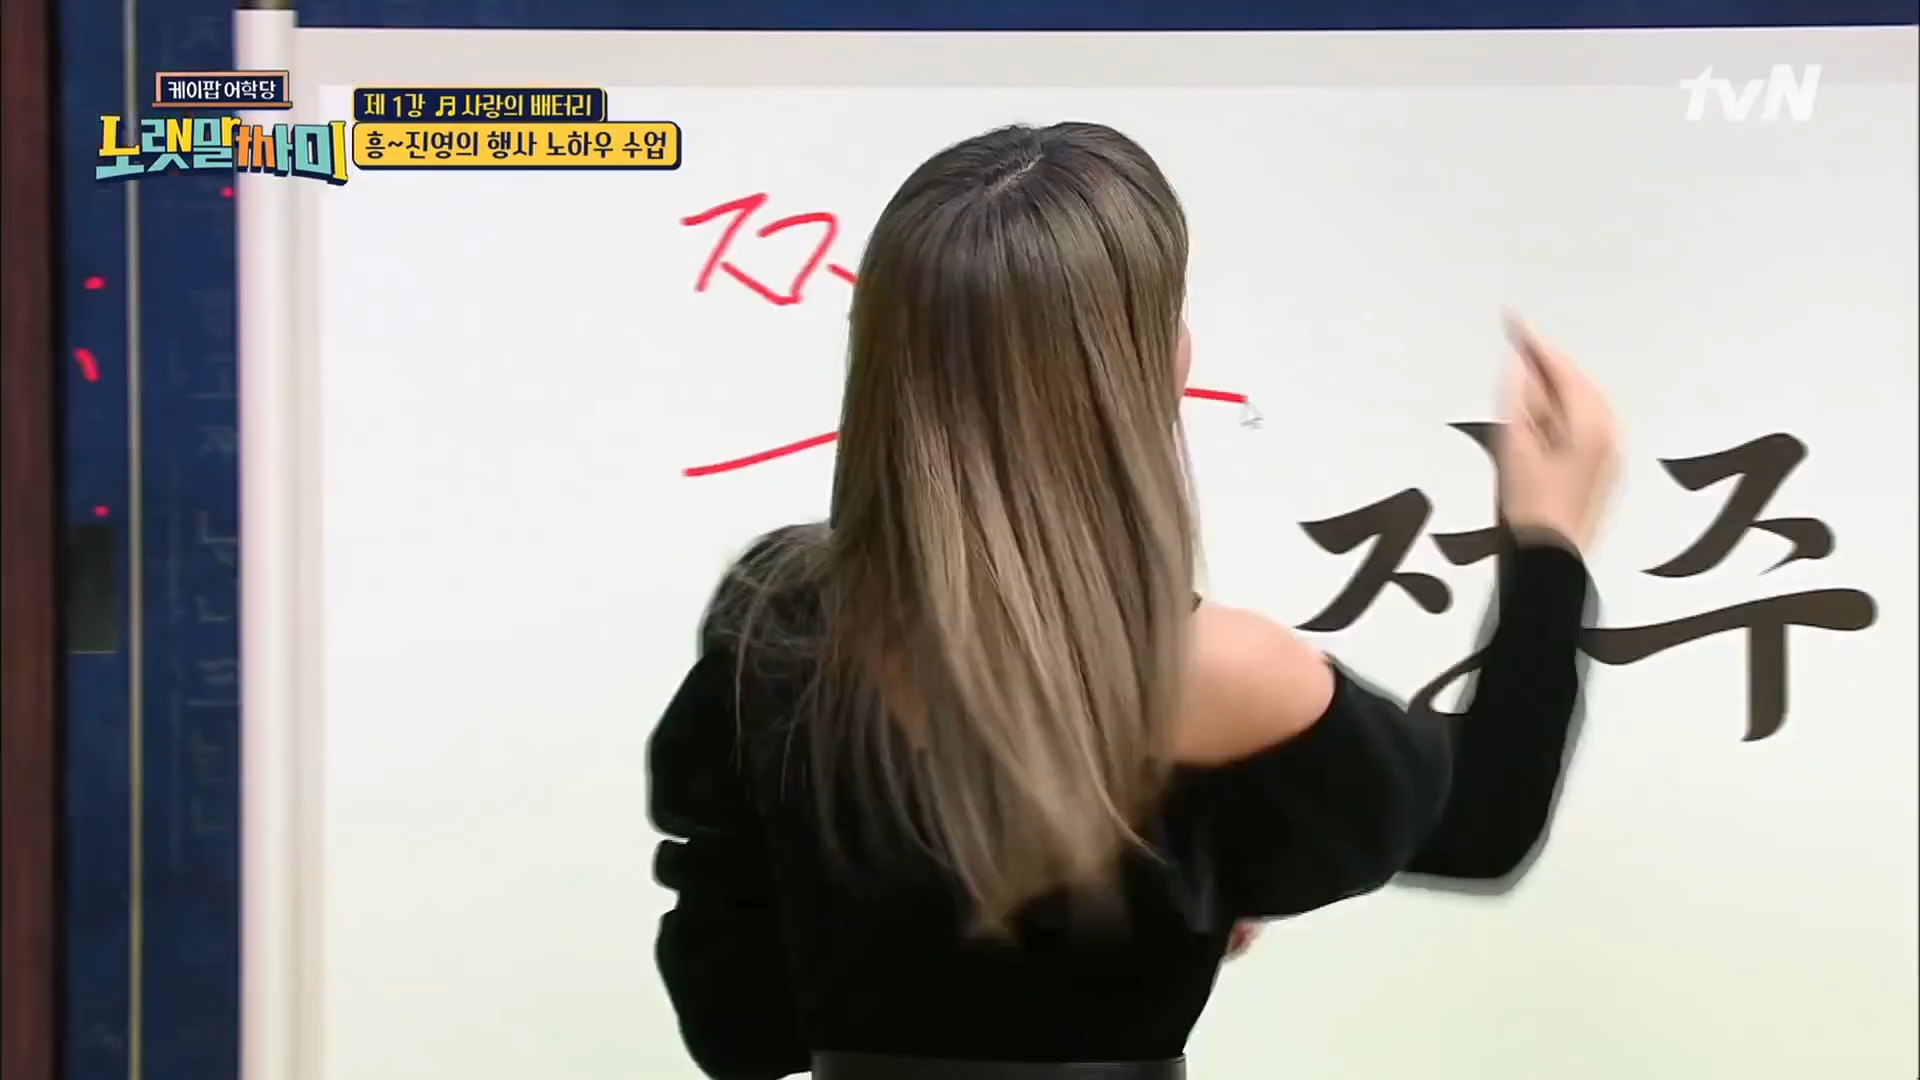 케이팝 어학당
노랫말싸미
제 1강 ♬ 사랑의 배터리
흥~진영의 행사 노하우 수업
tvN
주